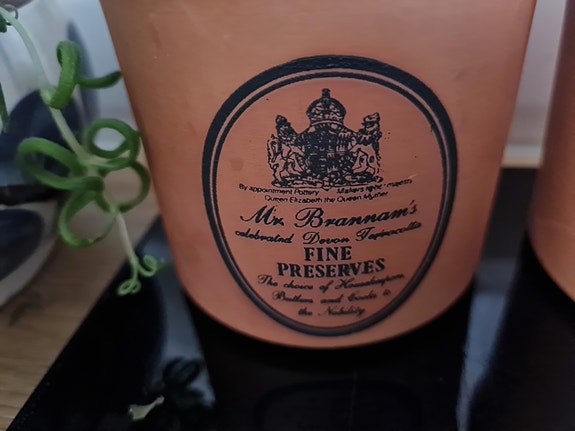 By appointment Pottery Makers
Queen Elizabeth the Queen Mother
Mr. Brannam's
celebrated Devon Terracotta
FINE
PRESERVES
The choice of Housekeepers,
Butlers and Cooks to
the Nobility